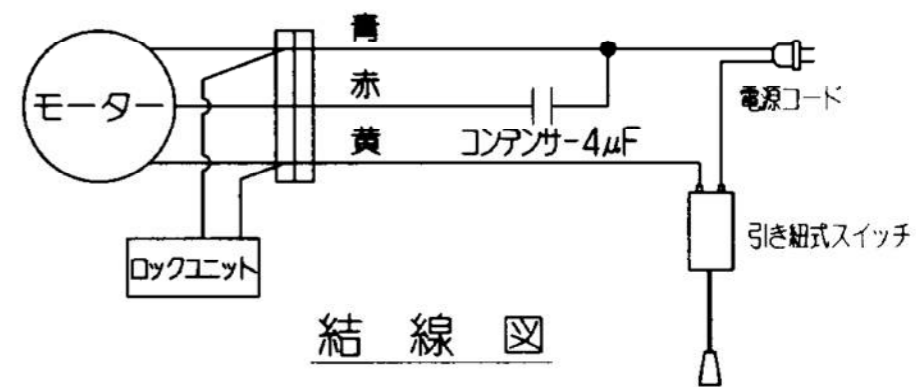 青
モーター
赤
電源コード
黄
コンデンサー4μF
引き紐式スイッチ
ロックユニット
結線図